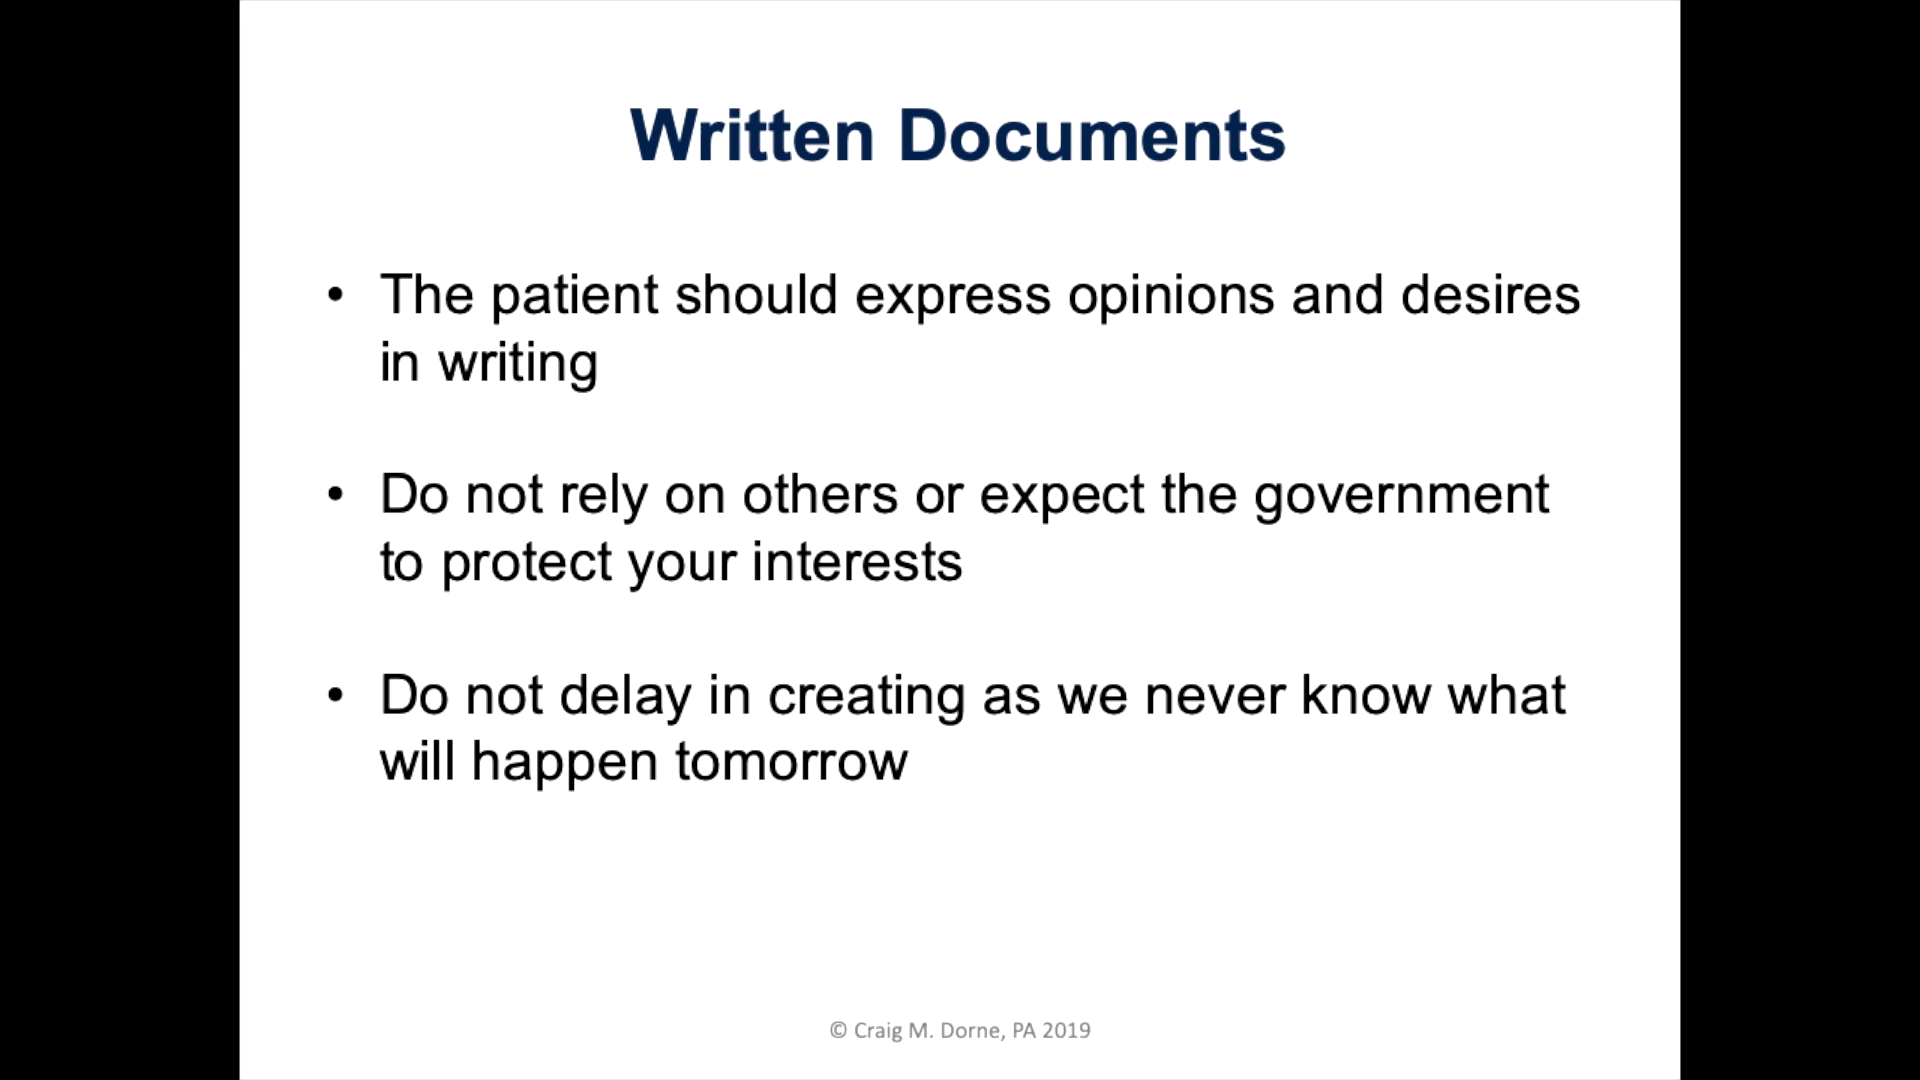 Written Documents
• The patient should express opinions and desires
in writing
• Do not rely on others or expect the government
to protect your interests
• Do not delay in creating as we never know what
will happen tomorrow
© Craig M. Dorne, PA 2019